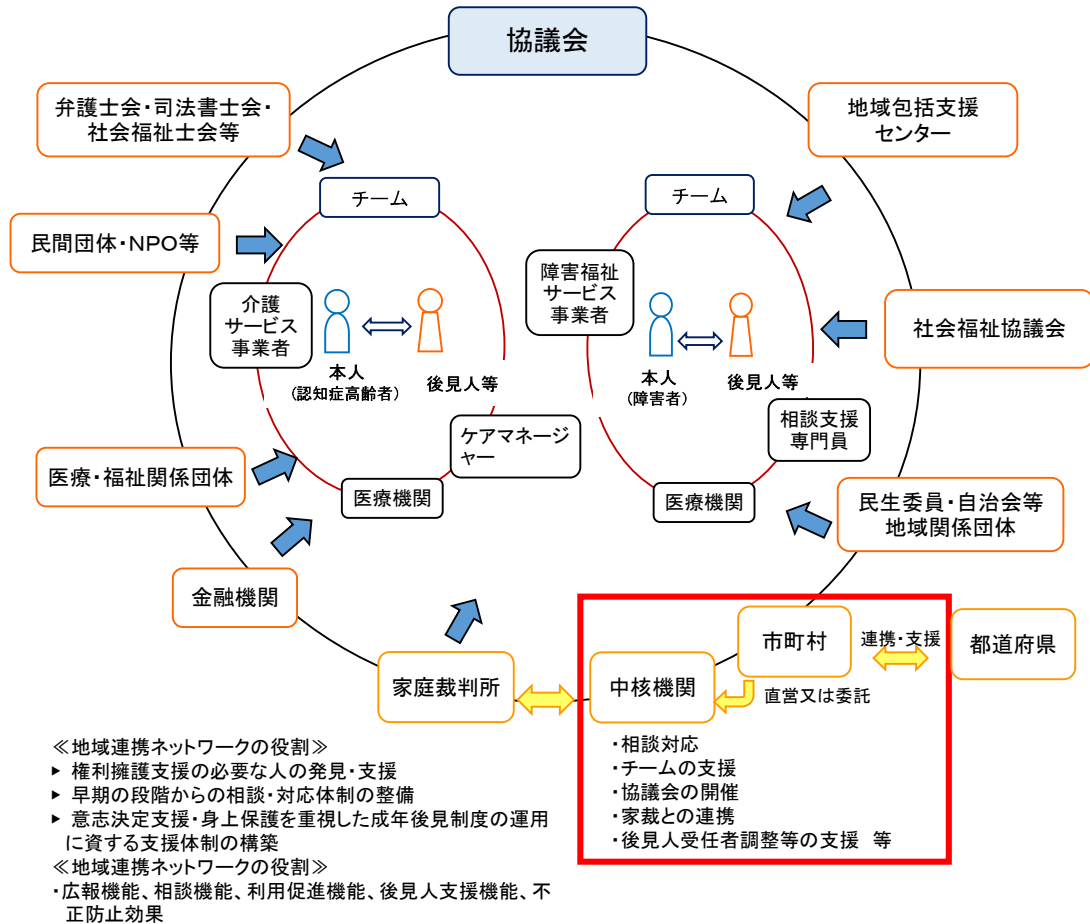 協議会
弁護士会・司法書士会・
社会福祉士会等
地域包括支援
センター
チーム
チーム
民間団体・NPO等
介護
サービス
事業者
障害福祉
サービス
事業者
社会福祉協議会
本人
(認知症高齢者)
後見人等
本人
(障害者)
後見人等
ケアマネージ
ャー
相談支援
専門員
医療・福祉関係団体
医療機関
医療機関
民生委員・自治会等
地域関係団体
金融機関
市町村
連携・支援
都道府県
家庭裁判所
中核機関
直営又は委託
・相談対応
・チームの支援
・協議会の開催
・家裁との連携
・後見人受任者調整等の支援 等
≪地域連携ネットワークの役割≫
▶ 権利擁護支援の必要な人の発見・支援
▶ 早期の段階からの相談・対応体制の整備
▶ 意志決定支援・身上保護を重視した成年後見制度の運用
に資する支援体制の構築
≪地域連携ネットワークの役割≫
・広報機能、相談機能、利用促進機能、後見人支援機能、不
正防止効果